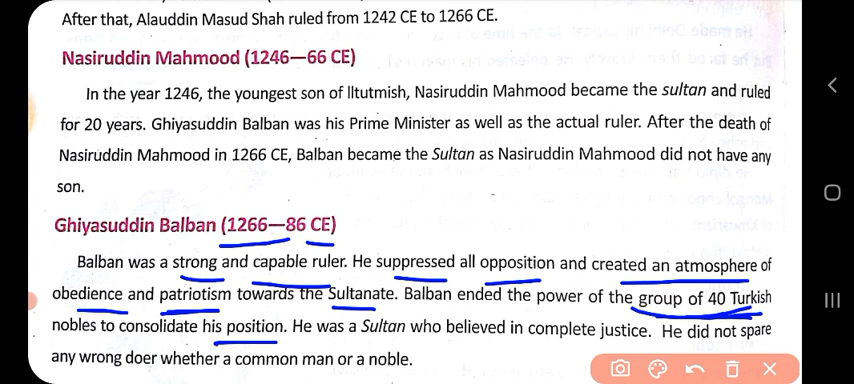 After that, Alauddin Masud Shah ruled from 1242 CE to 1266 CE.
Nasiruddin Mahmood (1246—66 CE)
In the year 1246, the youngest son of Iltutmish, Nasiruddin Mahmood became the sultan and ruled
for 20 years. Ghiyasuddin Balban was his Prime Minister as well as the actual ruler. After the death of
Nasiruddin Mahmood in 1266 CE, Balban became the Sultan as Nasiruddin Mahmood did not have any
son.
Ghiyasuddin Balban (1266—86 CE)
Balban was a strong and capable ruler. He suppressed all opposition and created an atmosphere of
obedience and patriotism towards the Sultanate. Balban ended the power of the group of 40 Turkish
nobles to consolidate his position. He was a Sultan who believed in complete justice. He did not spare
any wrong doer whether a common man or a noble.